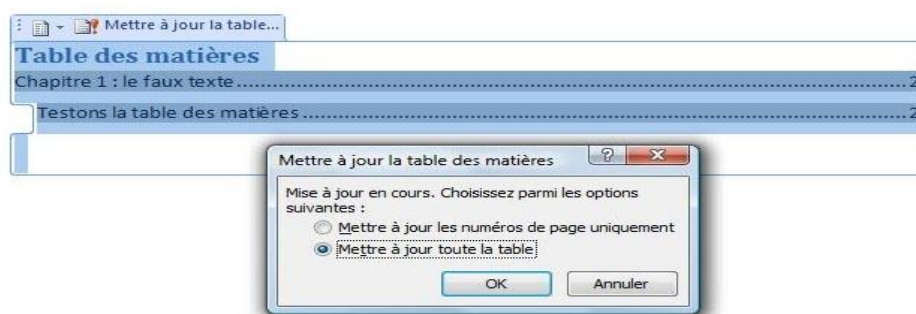 Mettre à jour la table...
Table des matières
Chapitre 1 : le faux texte.......................................................................................................2
Testons la table des matières.............................................................................................2
Mettre à jour la table des matières
Mise à jour en cours. Choisissez parmi les options
suivantes :
Mettre à jour les numéros de page uniquement
Mettre à jour toute la table
OK Annuler